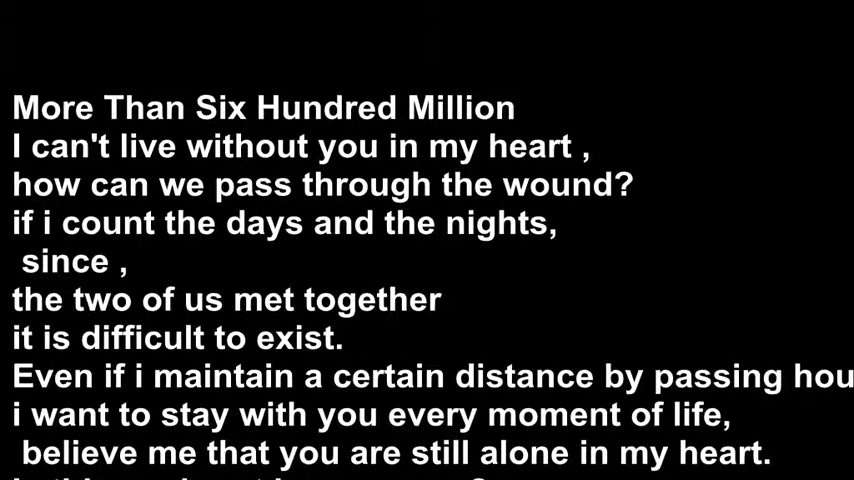 More Than Six Hundred Million
I can't live without you in my heart ,
how can we pass through the wound?
if i count the days and the nights,
since ,
the two of us met together
it is difficult to exist.
Even if i maintain a certain distance by passing hou
i want to stay with you every moment of life,
believe me that you are still alone in my heart.